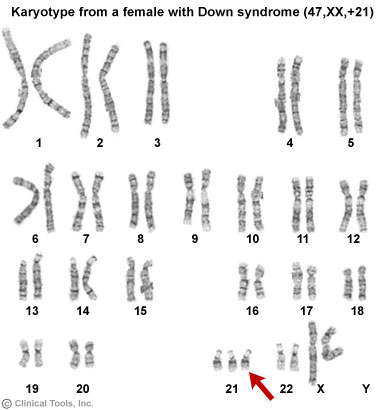 Karyotype from a female with Down syndrome (47,XX,+21)
1 2 3 4 5
6 7 8 9 10 11 12
13 14 15 16 17 18
19 20 21 22 X Y
© Clinical Tools, Inc.